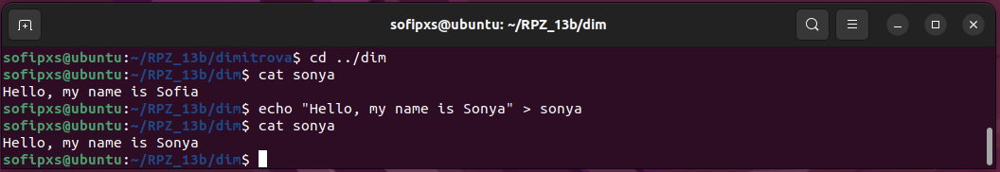 sofipxs@ubuntu: ~/RPZ_13b/dim
sofipxs@ubuntu:~/RPZ_13b/dimitrova$ cd ../dim
sofipxs@ubuntu:~/RPZ_13b/dim$ cat sonya
Hello, my name is Sofia
sofipxs@ubuntu:~/RPZ_13b/dim$ echo "Hello, my name is Sonya" > sonya
sofipxs@ubuntu:~/RPZ_13b/dim$ cat sonya
Hello, my name is Sonya
sofipxs@ubuntu:~/RPZ_13b/dim$